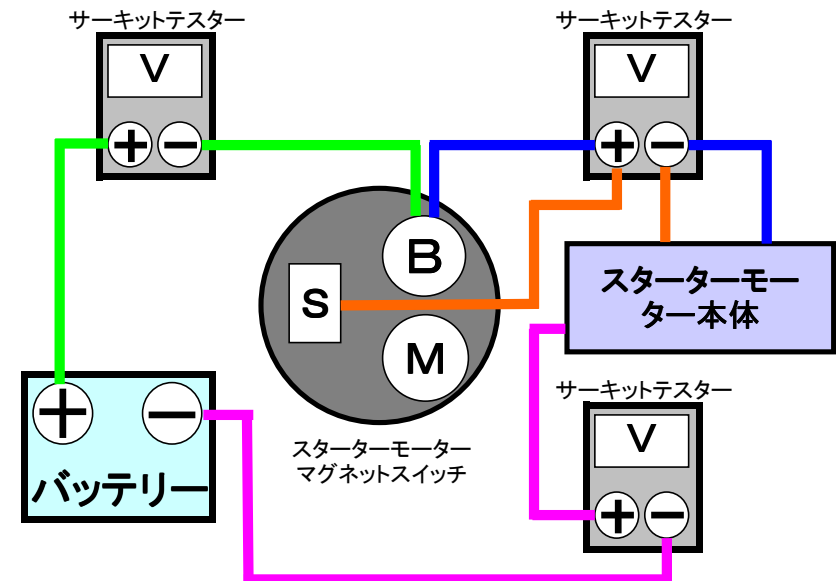 サーキットテスター
V
+ −
サーキットテスター
V
+ −
B
S
M
スターターモー
ター本体
スターターモーター
マグネットスイッチ
+ −
バッテリー
サーキットテスター
V
+ −